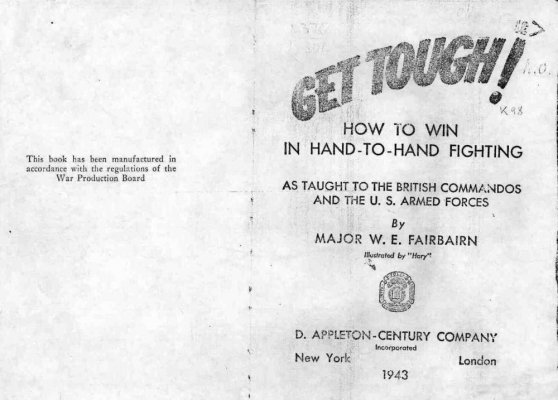 This book has been manufactured in
accordance with the regulations of the
War Production Board
GET TOUGH!
HOW TO WIN
IN HAND-TO-HAND FIGHTING
AS TAUGHT TO THE BRITISH COMMANDOS
AND THE U. S. ARMED FORCES
By
MAJOR W. E. FAIRBAIRN
Illustrated by "Hary"
D. APPLETON-CENTURY COMPANY
Incorporated
New York London
1943